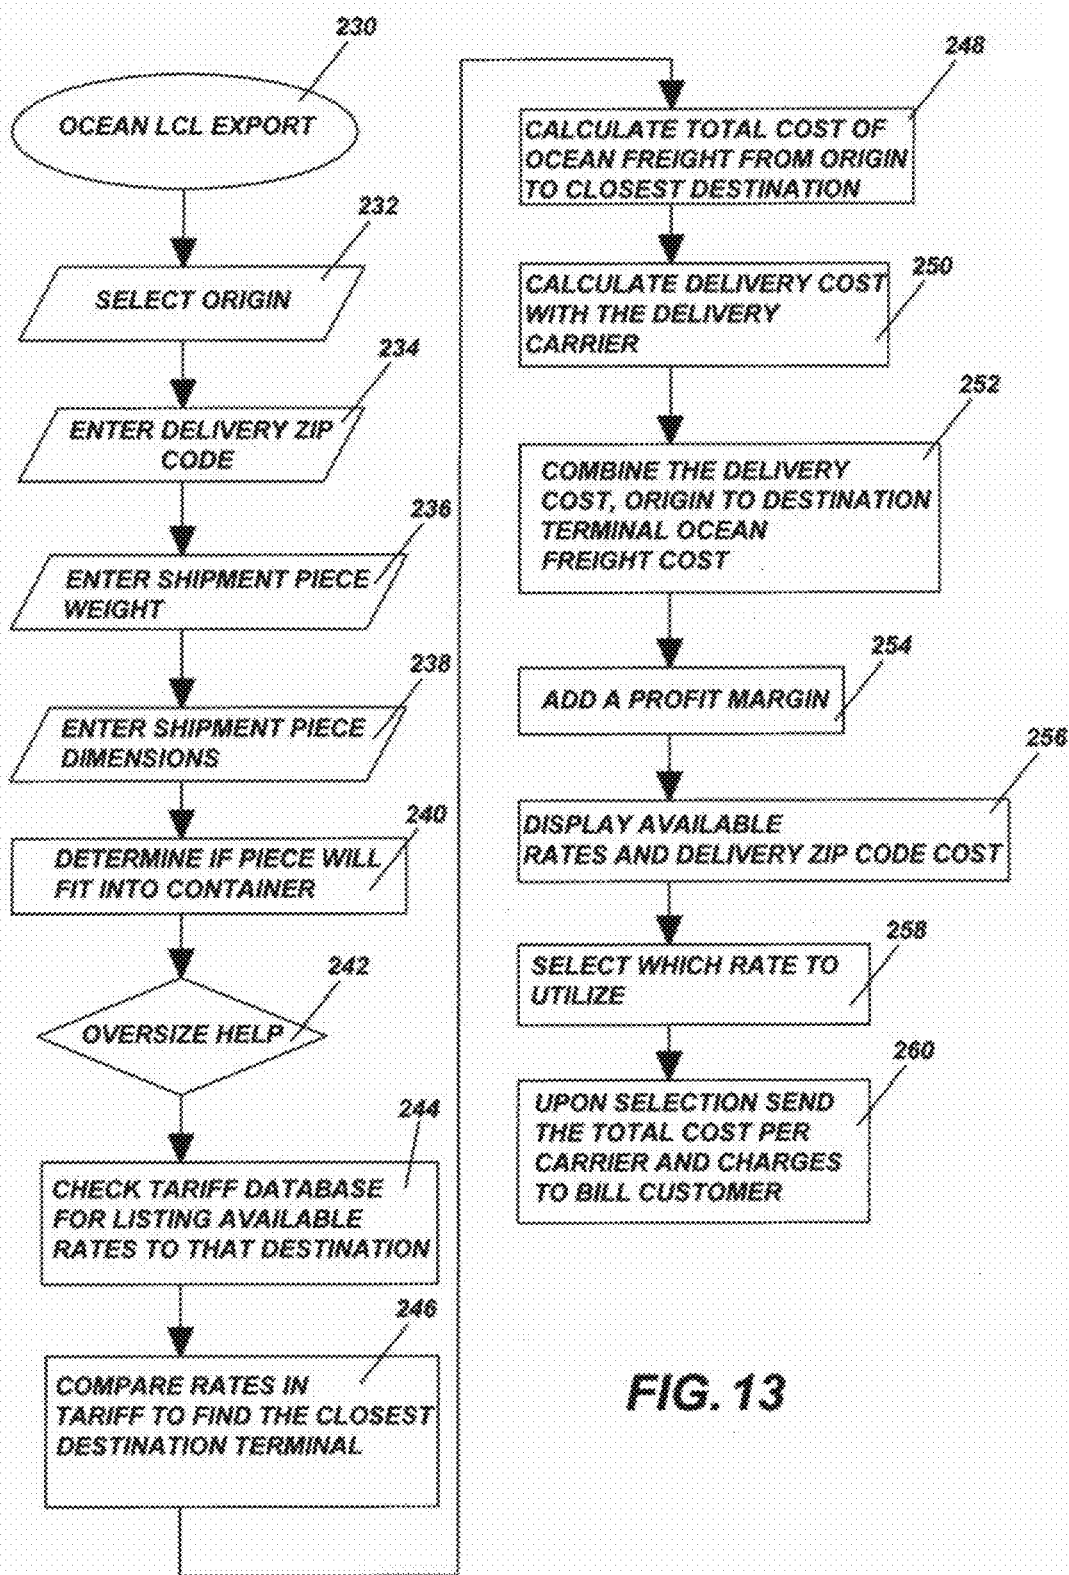 230
OCEAN LCL EXPORT
232
SELECT ORIGIN
234
ENTER DELIVERY ZIP
CODE
236
ENTER SHIPMENT PIECE
WEIGHT
238
ENTER SHIPMENT PIECE
DIMENSIONS
240
DETERMINE IF PIECE WILL
FIT INTO CONTAINER
242
OVERSIZE HELP
244
CHECK TARIFF DATABASE
FOR LISTING AVAILABLE
RATES TO THAT DESTINATION
246
COMPARE RATES IN
TARIFF TO FIND THE CLOSEST
DESTINATION TERMINAL
248
CALCULATE TOTAL COST OF
OCEAN FREIGHT FROM ORIGIN
TO CLOSEST DESTINATION
250
CALCULATE DELIVERY COST
WITH THE DELIVERY
CARRIER
252
COMBINE THE DELIVERY
COST, ORIGIN TO DESTINATION
TERMINAL OCEAN
FREIGHT COST
254
ADD A PROFIT MARGIN
256
DISPLAY AVAILABLE
RATES AND DELIVERY ZIP CODE COST
258
SELECT WHICH RATE TO
UTILIZE
260
UPON SELECTION SEND
THE TOTAL COST PER
CARRIER AND CHARGES
TO BILL CUSTOMER
FIG. 13